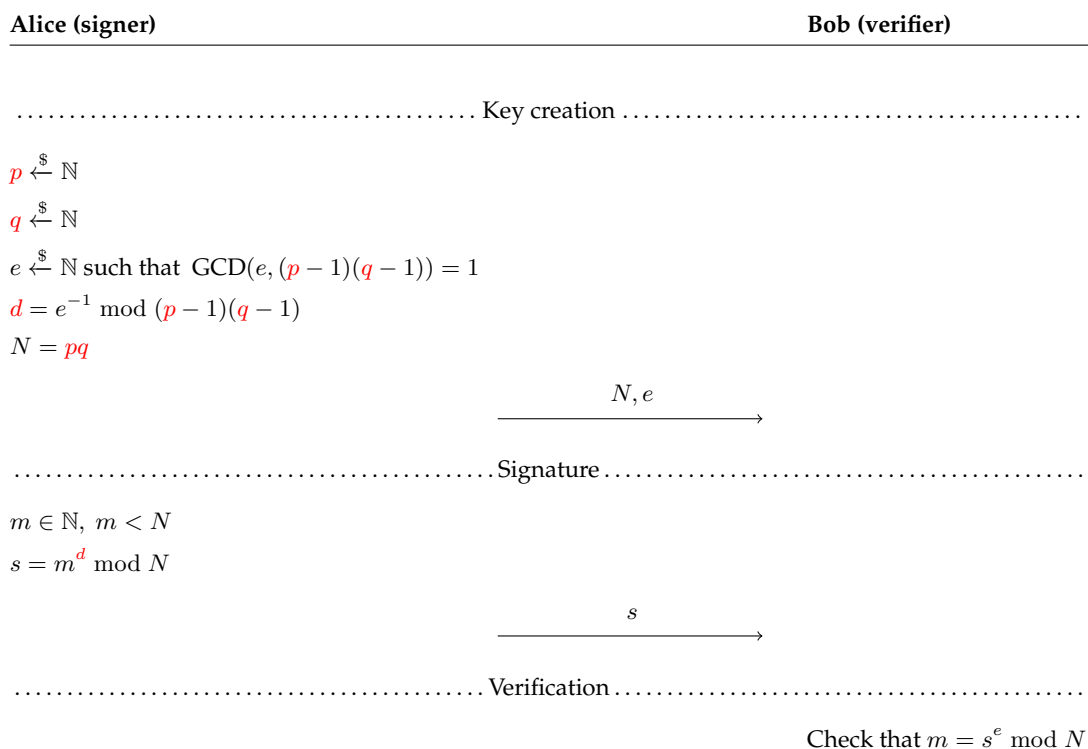 Alice (signer) Bob (verifier)
Key creation
p ←$ ℕ
q ←$ ℕ
e ←$ ℕ such that GCD(e, (p − 1)(q − 1)) = 1
d = e⁻¹ mod (p − 1)(q − 1)
N = pq
N, e
Signature
m ∈ ℕ, m < N
s = m^d mod N
s
Verification
Check that m = s^e mod N